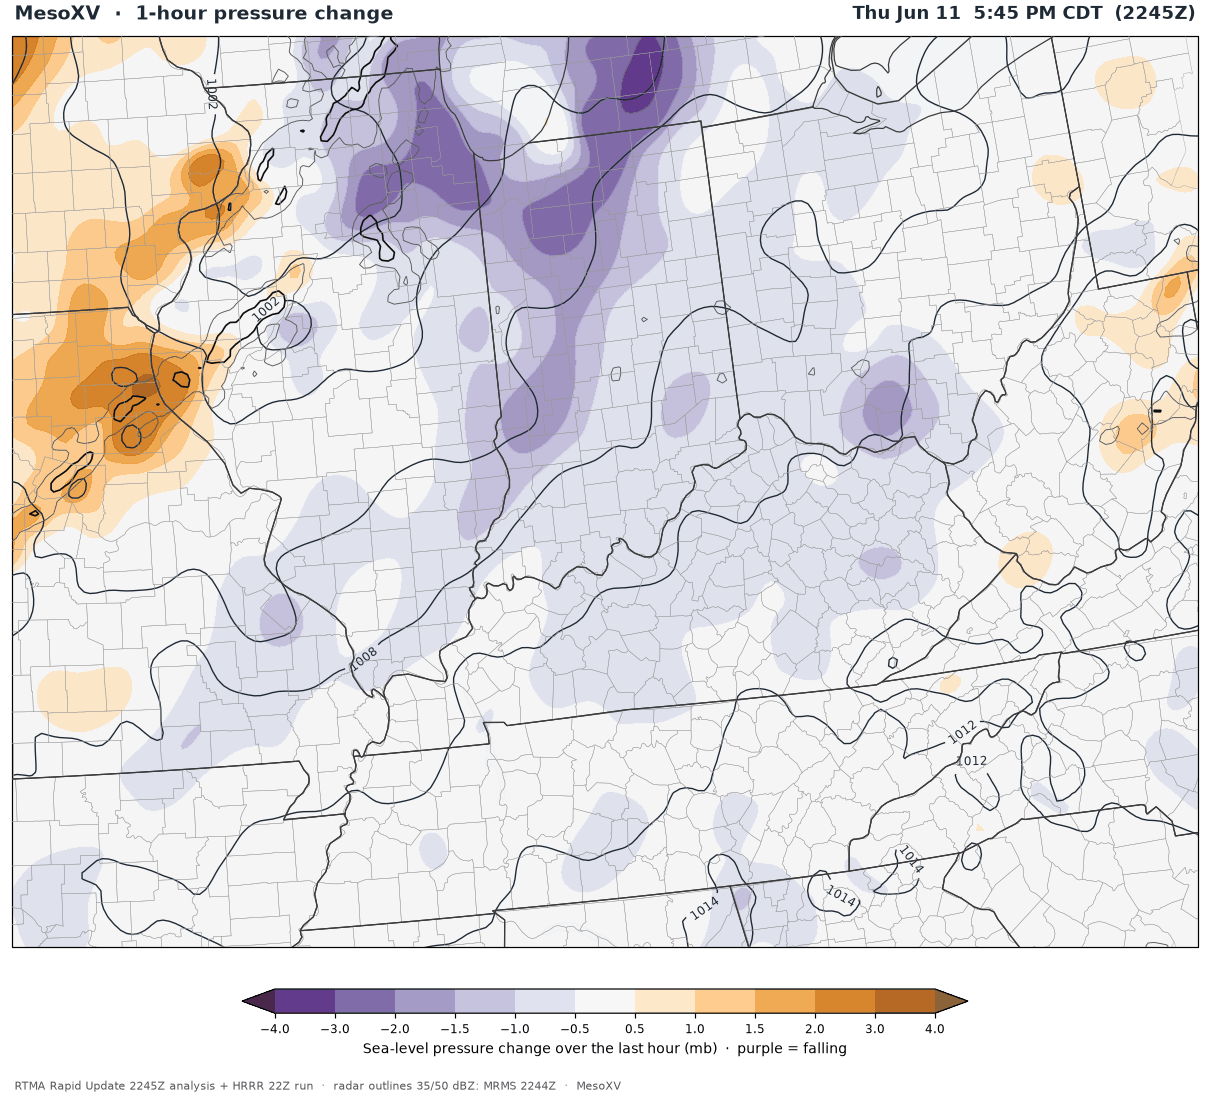 MesoXV · 1-hour pressure change
Thu Jun 11 5:45 PM CDT (2245Z)
1002
1002
1008
1012
1012
1014
1014
1014
−4.0 −3.0 −2.0 −1.5 −1.0 −0.5 0.5 1.0 1.5 2.0 3.0 4.0
Sea-level pressure change over the last hour (mb) · purple = falling
RTMA Rapid Update 2245Z analysis + HRRR 22Z run · radar outlines 35/50 dBZ: MRMS 2244Z · MesoXV